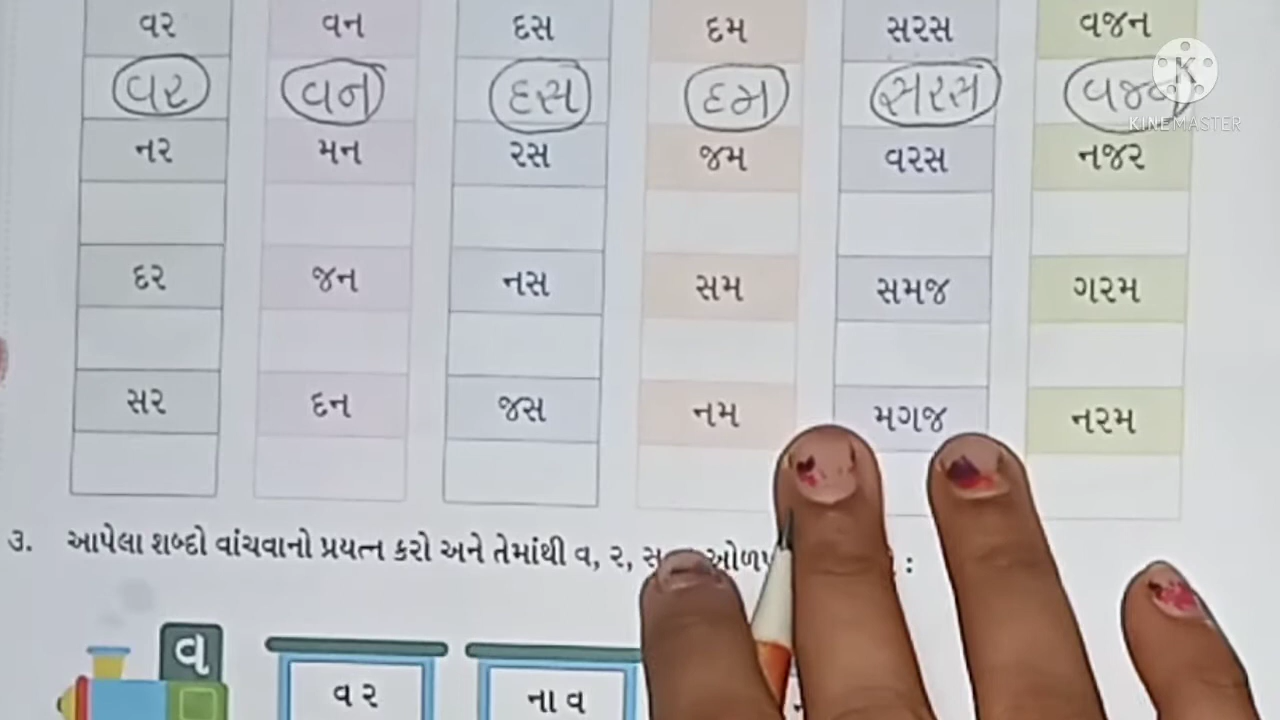 વર વન દસ દમ સરસ વજન
વર વન દસ દમ સરસ વજન
નર મન રસ જમ વરસ નજર
દર જન નસ સમ સમજ ગરમ
સર દન જસ નમ મગજ નરમ
૩. આપેલા શબ્દો વાંચવાનો પ્રયત્ન કરો અને તેમાંથી વ, ર, :
વ
વ ર ના વ
K
KINEMASTER